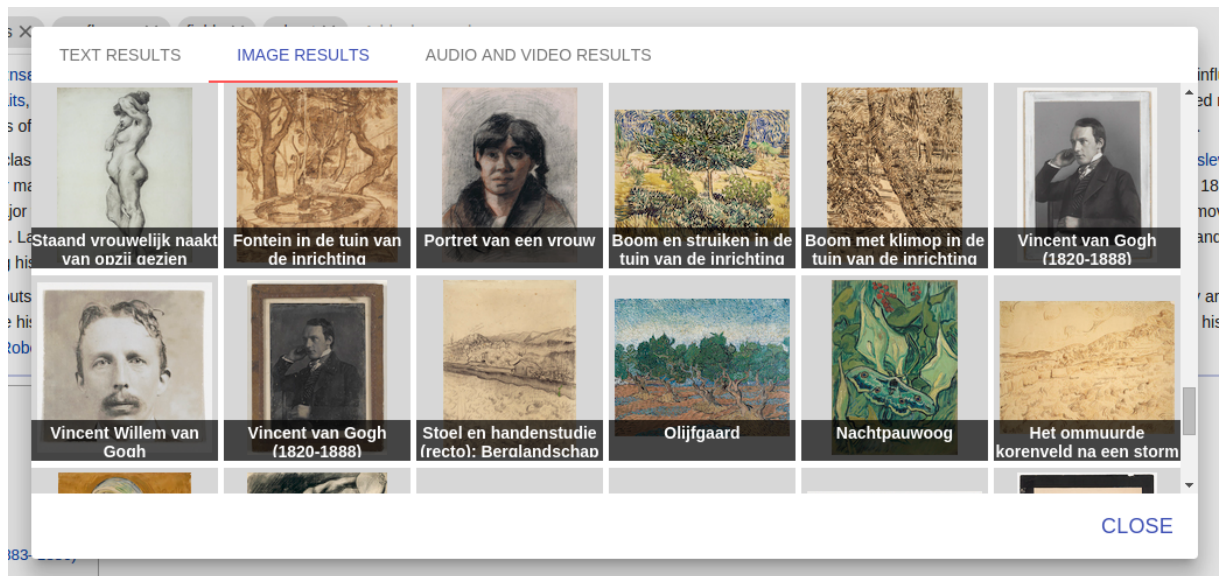 TEXT RESULTS
IMAGE RESULTS
AUDIO AND VIDEO RESULTS
Staand vrouwelijk naakt
van opzij gezien
Fontein in de tuin van
de inrichting
Portret van een vrouw
Boom en struiken in de
tuin van de inrichting
Boom met klimop in de
tuin van de inrichting
Vincent van Gogh
(1820-1888)
Vincent Willem van
Gogh
Vincent van Gogh
(1820-1888)
Stoel en handenstudie
(recto): Berglandschap
Olijfgaard
Nachtpauwoog
Het ommuurde
korenveld na een storm
CLOSE